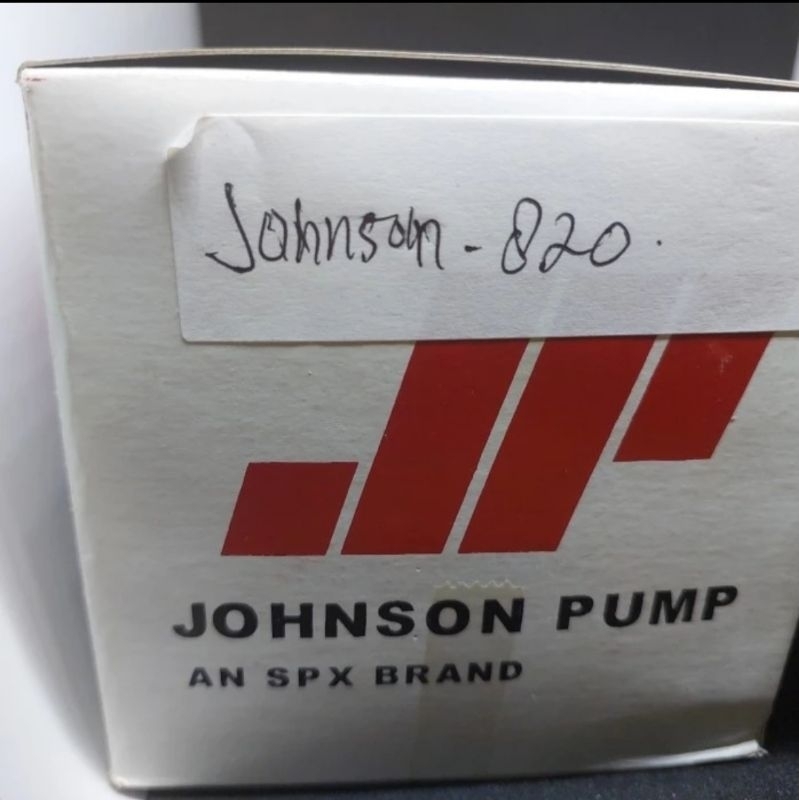 Johnson - 820.
JOHNSON PUMP
AN SPX BRAND